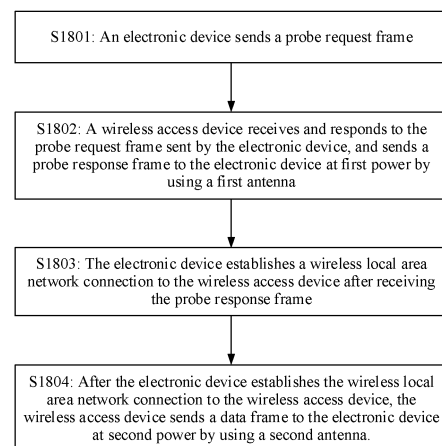 S1801: An electronic device sends a probe request frame
S1802: A wireless access device receives and responds to the
probe request frame sent by the electronic device, and sends a
probe response frame to the electronic device at first power by
using a first antenna
S1803: The electronic device establishes a wireless local area
network connection to the wireless access device after receiving
the probe response frame
S1804: After the electronic device establishes the wireless local
area network connection to the wireless access device, the
wireless access device sends a data frame to the electronic device
at second power by using a second antenna.